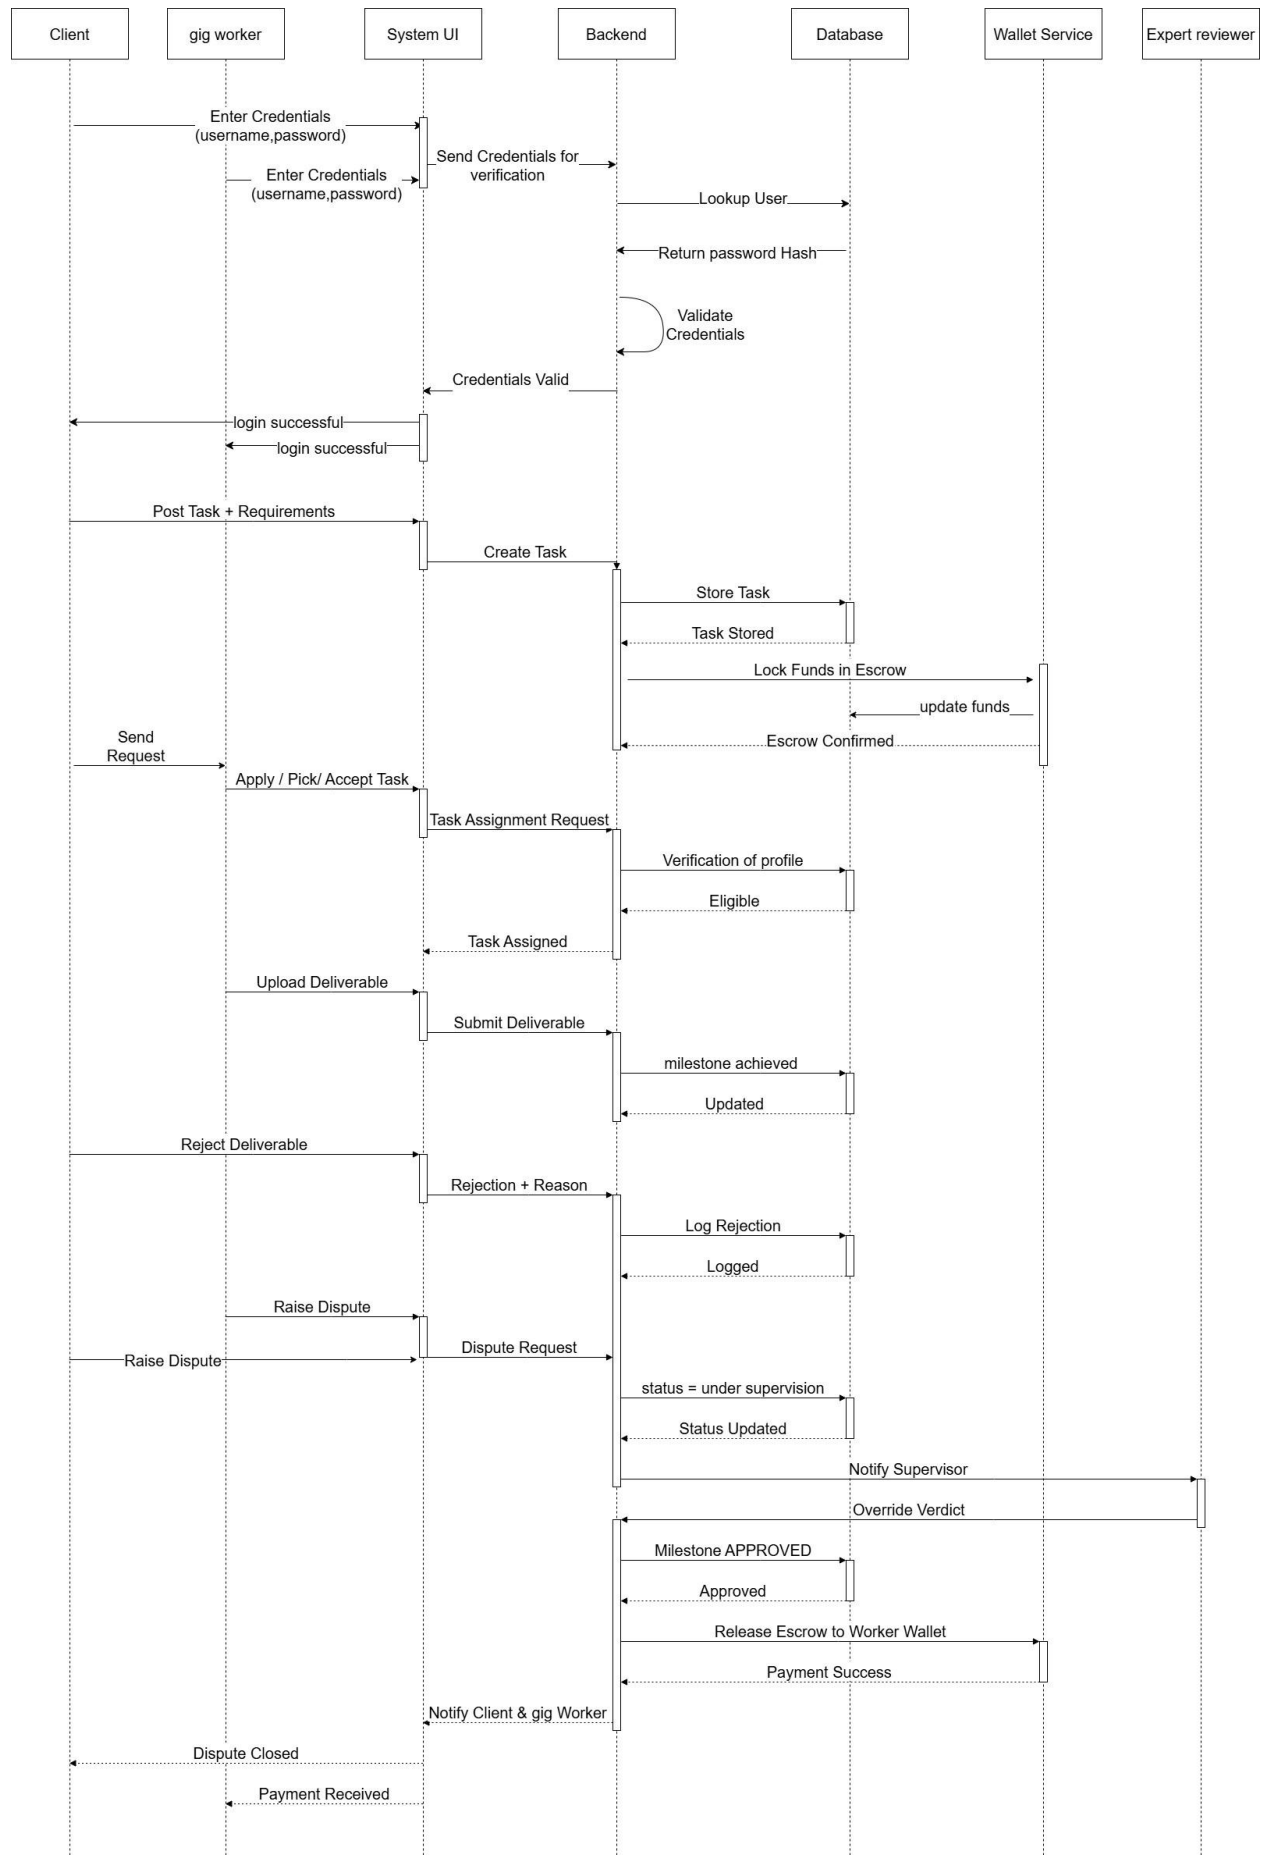 Client
gig worker
System UI
Backend
Database
Wallet Service
Expert reviewer
Enter Credentials
(username,password)
Send Credentials for
verification
Enter Credentials
(username,password)
Lookup User
Return password Hash
Validate
Credentials
Credentials Valid
login successful
login successful
Post Task + Requirements
Create Task
Store Task
Task Stored
Lock Funds in Escrow
update funds
Send
Request
Escrow Confirmed
Apply / Pick/ Accept Task
Task Assignment Request
Verification of profile
Eligible
Task Assigned
Upload Deliverable
Submit Deliverable
milestone achieved
Updated
Reject Deliverable
Rejection + Reason
Log Rejection
Logged
Raise Dispute
Dispute Request
Raise Dispute
status = under supervision
Status Updated
Notify Supervisor
Override Verdict
Milestone APPROVED
Approved
Release Escrow to Worker Wallet
Payment Success
Notify Client & gig Worker
Dispute Closed
Payment Received